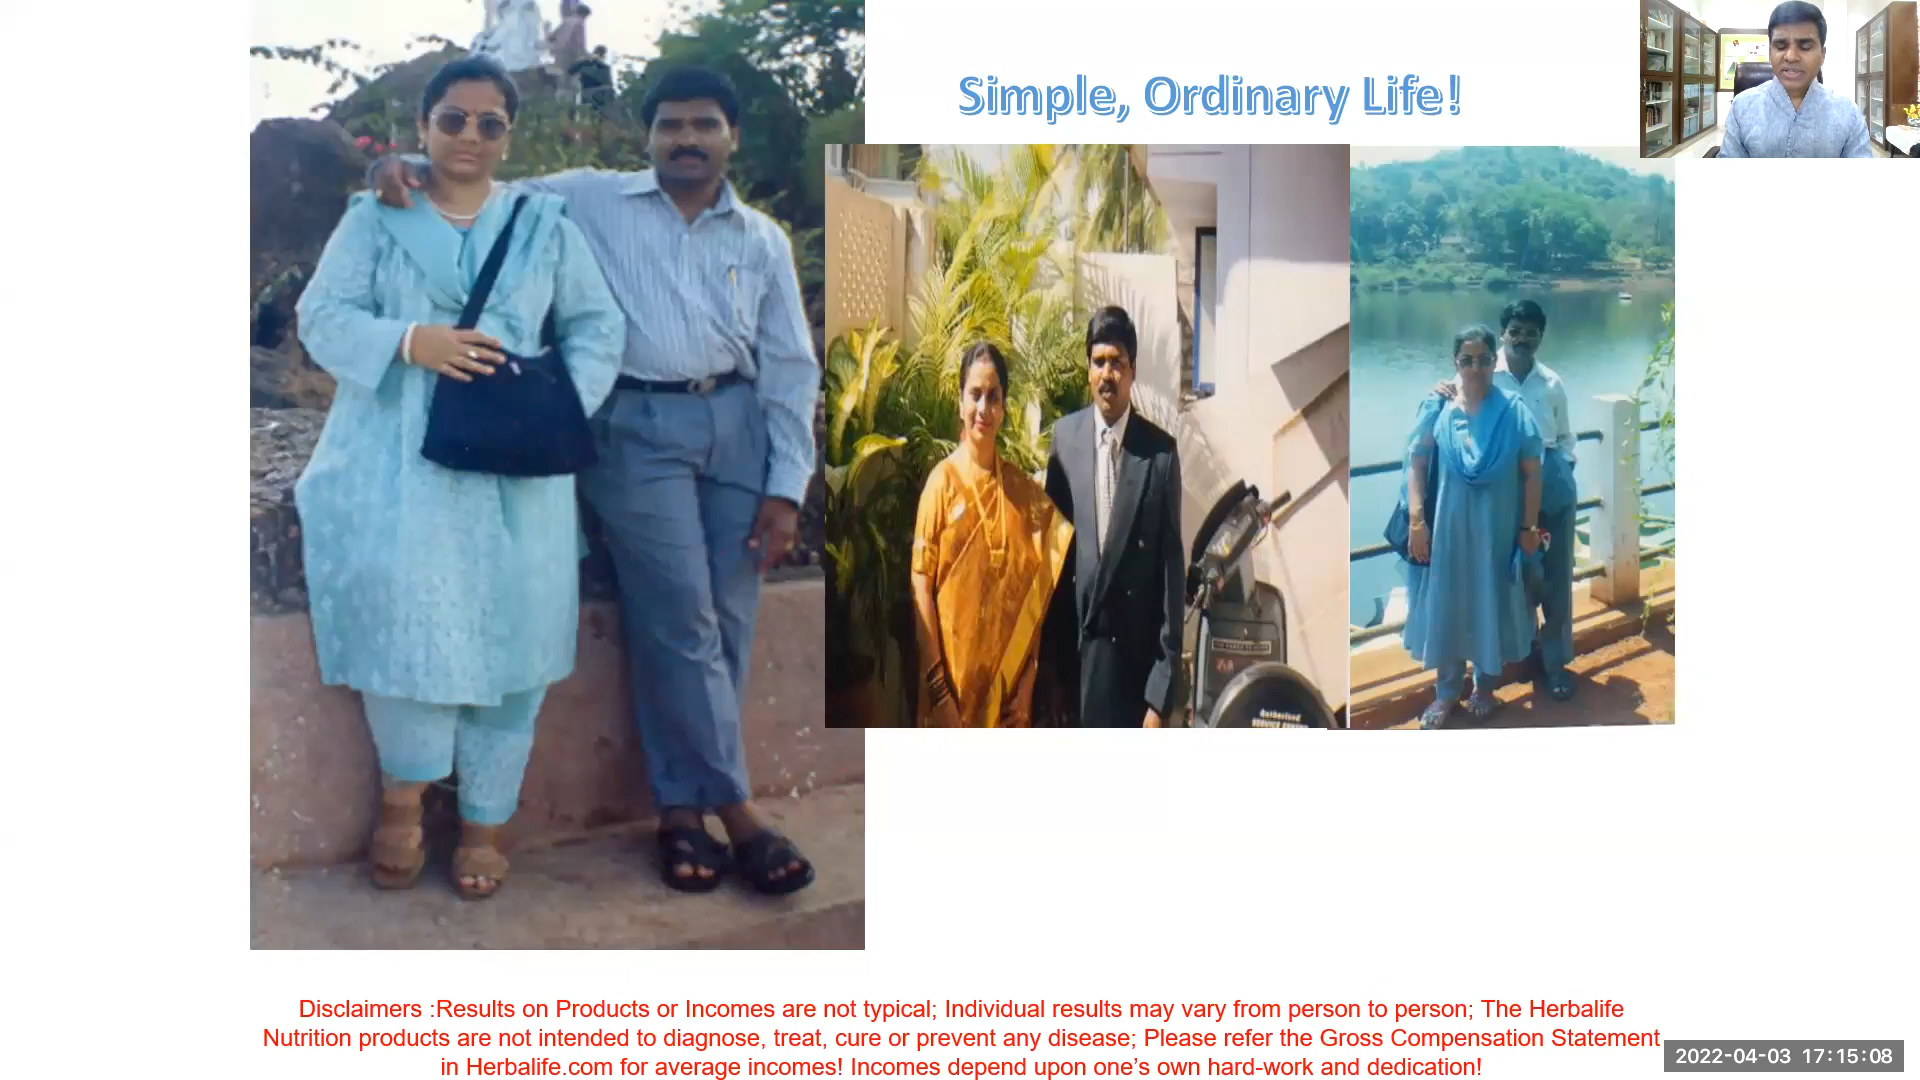 Simple, Ordinary Life!
Authorised
Disclaimers :Results on Products or Incomes are not typical; Individual results may vary from person to person; The Herbalife
Nutrition products are not intended to diagnose, treat, cure or prevent any disease; Please refer the Gross Compensation Statement
in Herbalife.com for average incomes! Incomes depend upon one’s own hard-work and dedication!
2022-04-03 17:15:08